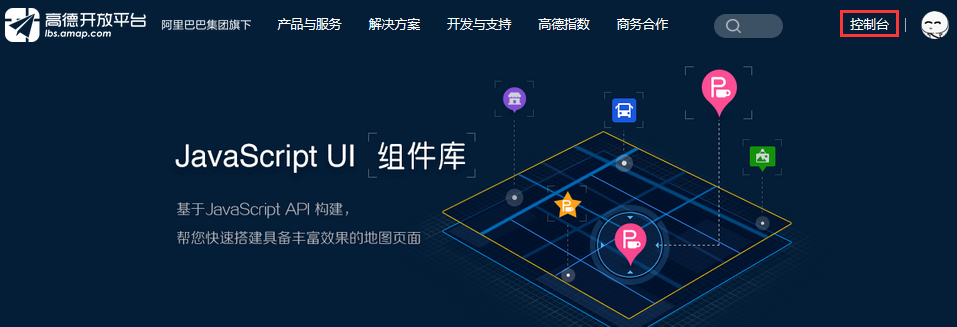 高德开放平台
lbs.amap.com
阿里巴巴集团旗下
产品与服务
解决方案
开发与支持
高德指数
商务合作
控制台
JavaScript UI 组件库
基于JavaScript API 构建，
帮您快速搭建具备丰富效果的地图页面
P
P
P